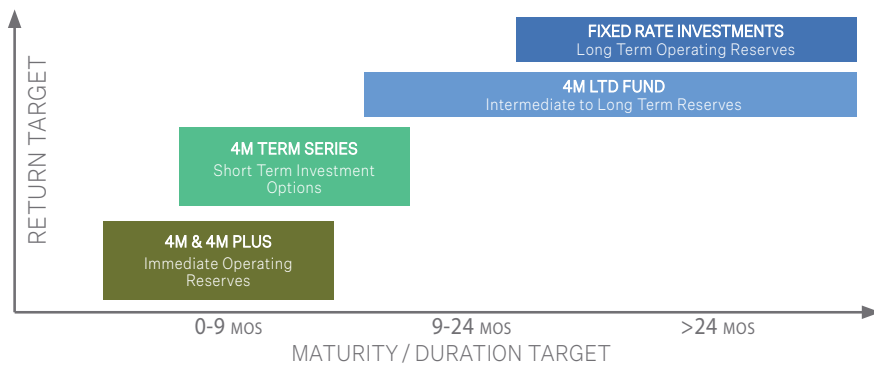 RETURN TARGET
FIXED RATE INVESTMENTS
Long Term Operating Reserves
4M LTD FUND
Intermediate to Long Term Reserves
4M TERM SERIES
Short Term Investment
Options
4M & 4M PLUS
Immediate Operating
Reserves
0-9 MOS
9-24 MOS
>24 MOS
MATURITY / DURATION TARGET